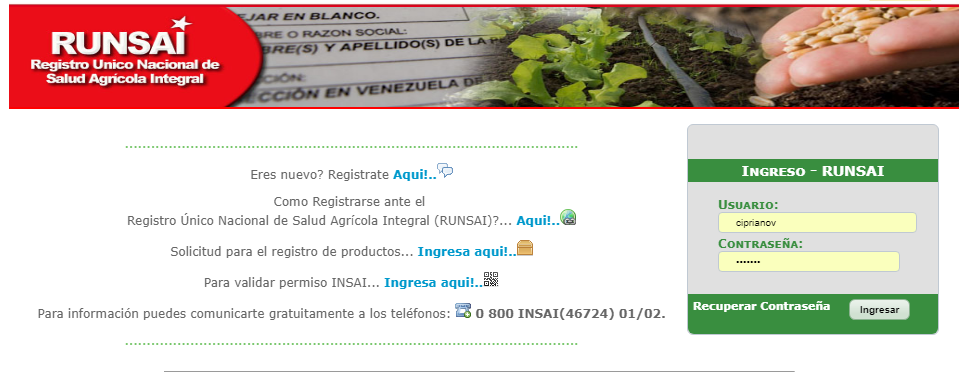 RUNSAI
Registro Unico Nacional de
Salud Agrícola Integral
EJAR EN BLANCO.
BRE O RAZON SOCIAL:
BRE(S) Y APELLIDO(S) DE LA
CIÓN:
CCIÓN EN VENEZUELA DE
Eres nuevo? Registrate Aqui!..
Como Registrarse ante el
Registro Único Nacional de Salud Agrícola Integral (RUNSAI)?... Aqui!..
Solicitud para el registro de productos... Ingresa aqui!..
Para validar permiso INSAI... Ingresa aqui!..
Para información puedes comunicarte gratuitamente a los teléfonos: 0 800 INSAI(46724) 01/02.
Ingreso - RUNSAI
Usuario:
ciprianov
Contraseña:
•••••••
Recuperar Contraseña
Ingresar